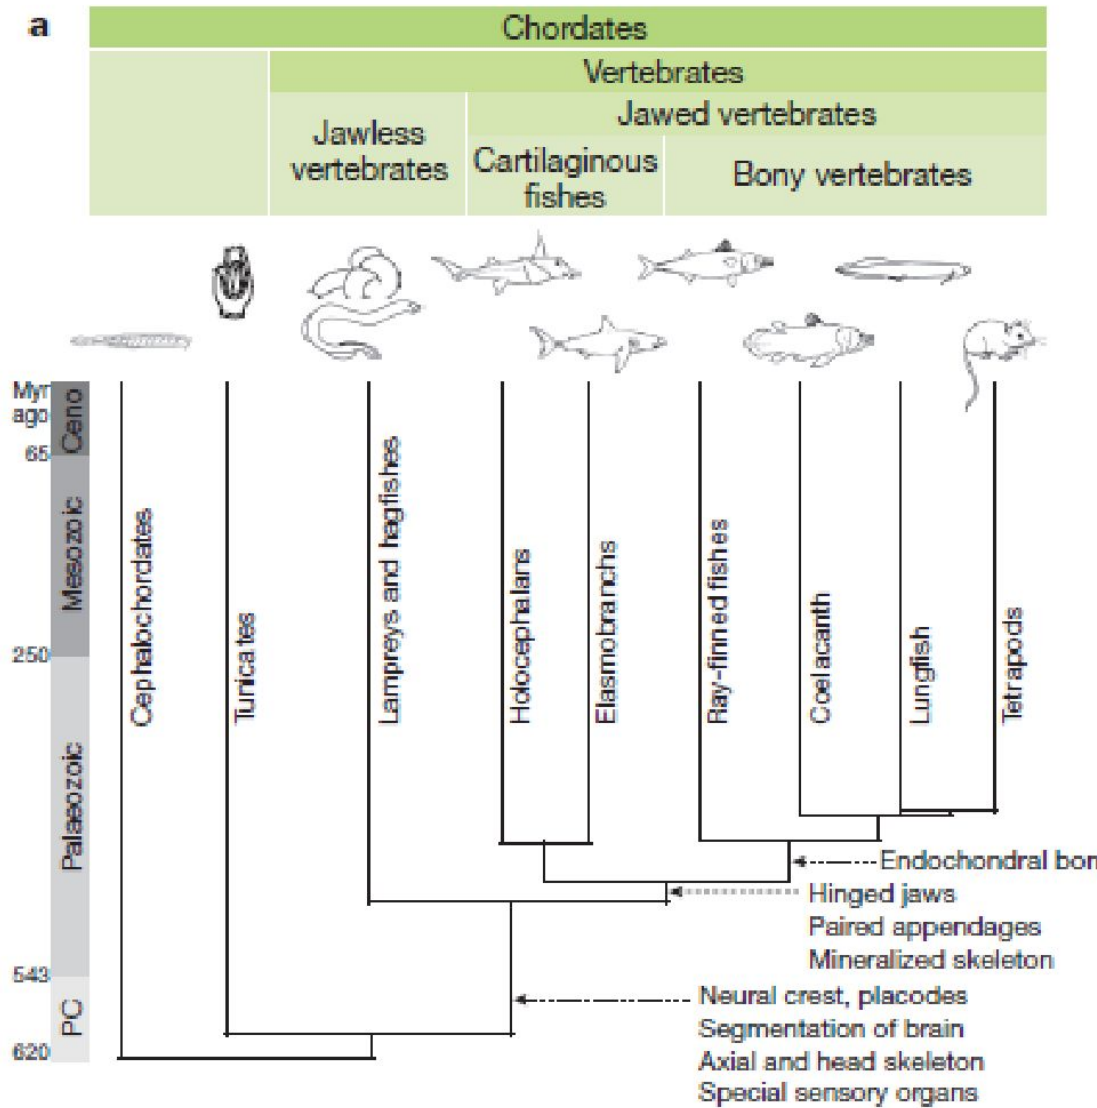 a
Chordates
Vertebrates
Jawless
vertebrates
Jawed vertebrates
Cartilaginous
fishes
Bony vertebrates
Myr
ago
65
250
543
620
Ceno
Mesozoic
Palaeozoic
PC
Cephalochordates
Tunicates
Lampreys and hagfishes
Holocephalans
Elasmobranchs
Ray-finned fishes
Coelacanth
Lungfish
Tetrapods
Endochondral bon
Hinged jaws
Paired appendages
Mineralized skeleton
Neural crest, placodes
Segmentation of brain
Axial and head skeleton
Special sensory organs